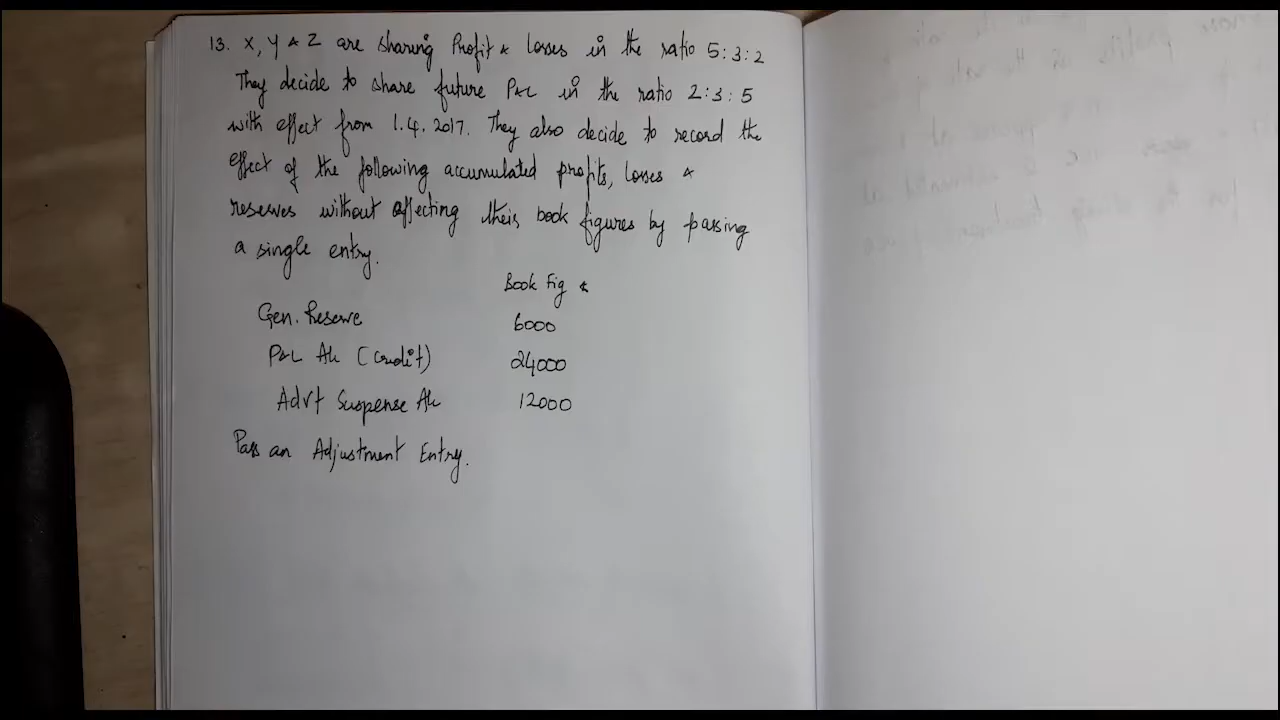 13. X, Y & Z are sharing Profit & losses in the ratio 5:3:2
They decide to share future P&L in the ratio 2:3:5
with effect from 1.4.2017. They also decide to record the
effect of the following accumulated profits, losses &
reserves without affecting their book figures by passing
a single entry.
Book Fig ₹
Gen. Reserve 6000
P&L A/c (Credit) 24000
Advt Suspense A/c 12000
Pass an Adjustment Entry.